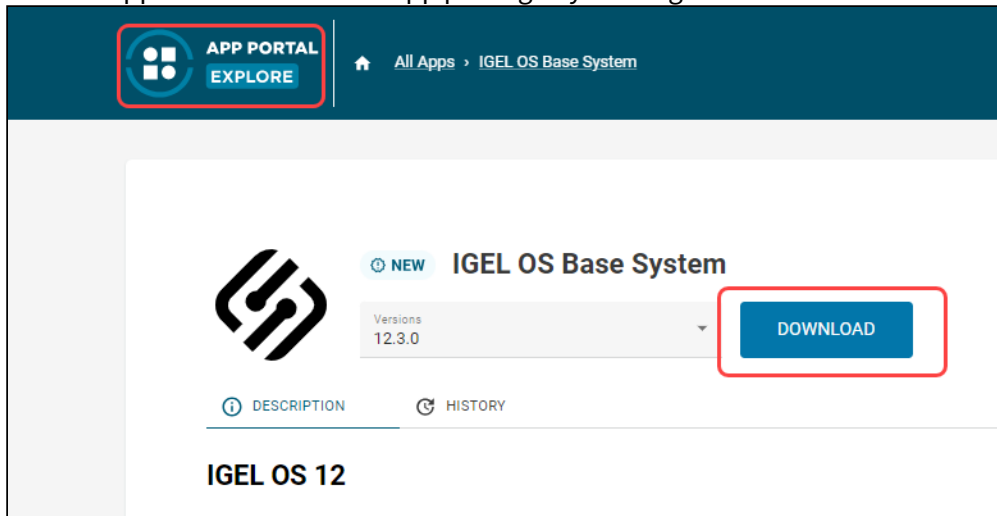 APP PORTAL
EXPLORE
All Apps › IGEL OS Base System
NEW IGEL OS Base System
Versions
12.3.0
DOWNLOAD
DESCRIPTION HISTORY
IGEL OS 12